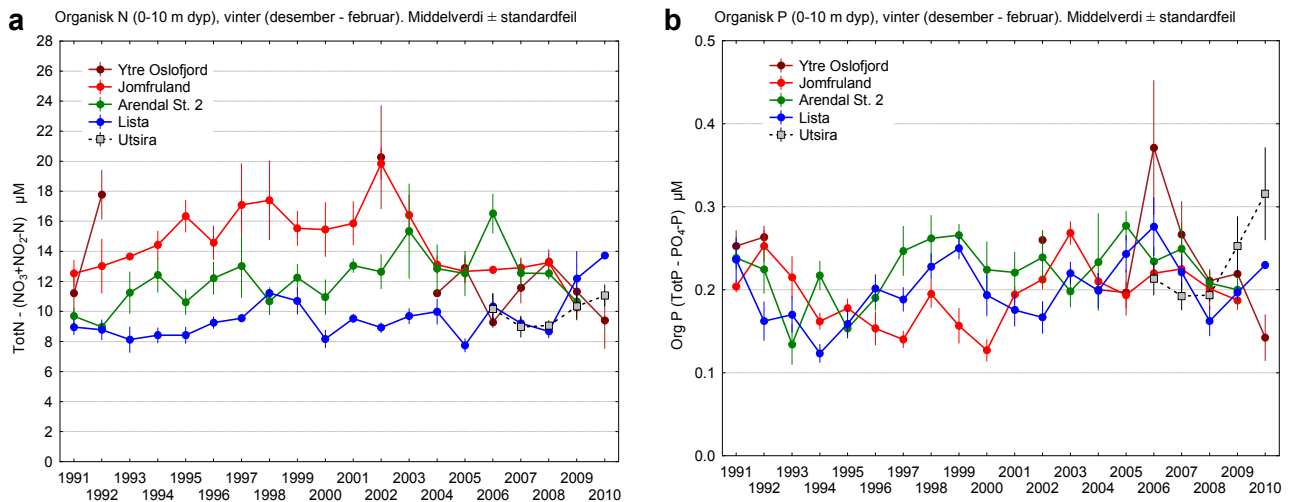 a
Organisk N (0-10 m dyp), vinter (desember - februar). Middelverdi ± standardfeil
28
26
24
22
20
18
16
14
12
10
8
6
4
2
0
TotN - (NO3+NO2-N) µM
Ytre Oslofjord
Jomfruland
Arendal St. 2
Lista
Utsira
1991 1993 1995 1997 1999 2001 2003 2005 2007 2009
1992 1994 1996 1998 2000 2002 2004 2006 2008 2010
b
Organisk P (0-10 m dyp), vinter (desember - februar). Middelverdi ± standardfeil
0.5
0.4
0.3
0.2
0.1
0.0
Org P (TotP - PO4-P) µM
Ytre Oslofjord
Jomfruland
Arendal St. 2
Lista
Utsira
1991 1993 1995 1997 1999 2001 2003 2005 2007 2009
1992 1994 1996 1998 2000 2002 2004 2006 2008 2010